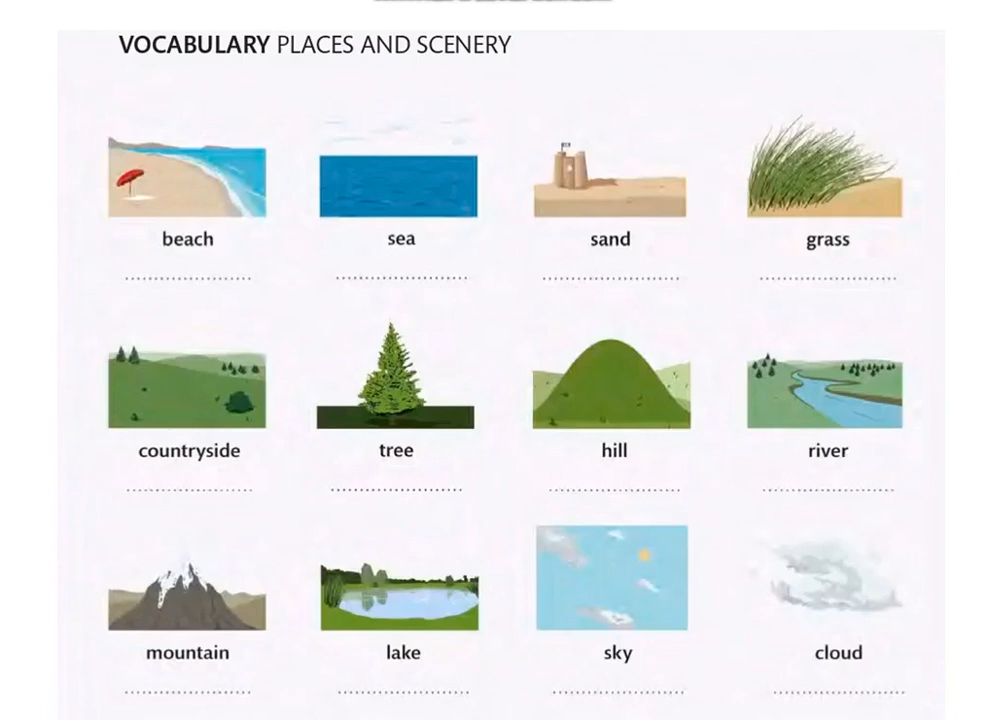 VOCABULARY PLACES AND SCENERY
beach sea sand grass
countryside tree hill river
mountain lake sky cloud